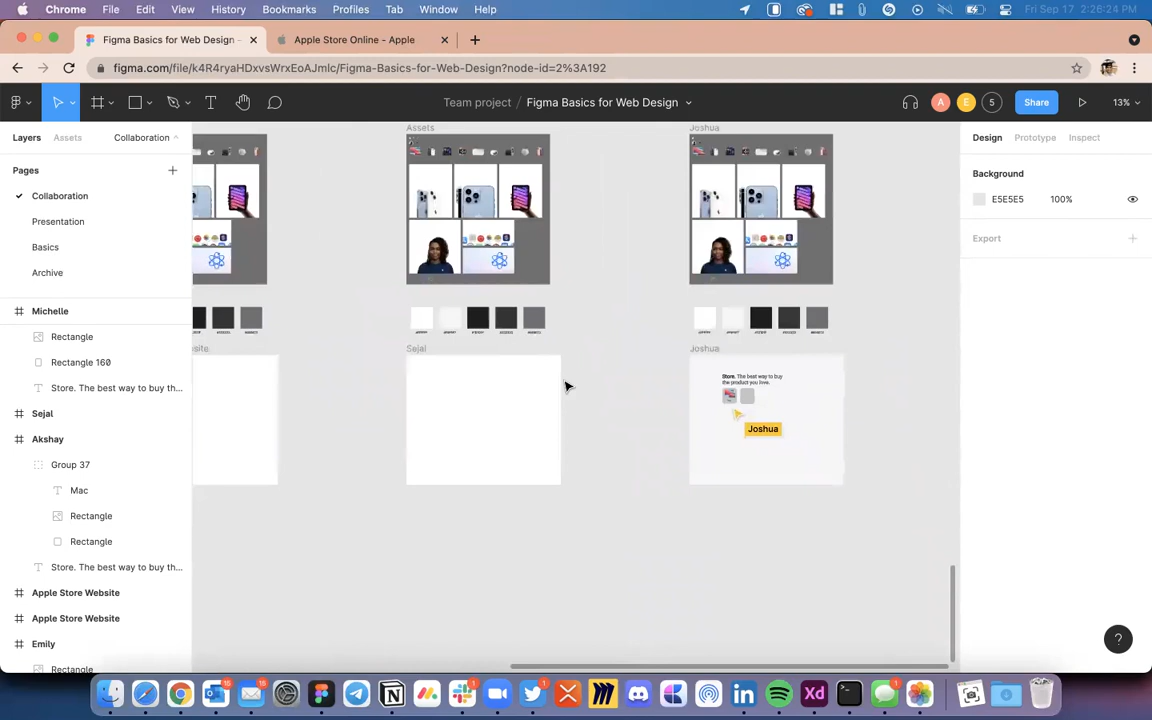 Chrome File Edit View History Bookmarks Profiles Tab Window Help Fri Sep 17 2:26:24 PM
Figma Basics for Web Design - Apple Store Online - Apple
figma.com/file/k4R4ryaHDxvsWrxEoAJmlc/Figma-Basics-for-Web-Design?node-id=2%3A192
Team project / Figma Basics for Web Design A E 5 Share 13%
Layers Assets Collaboration
Design Prototype Inspect
Pages
Background
E5E5E5 100%
Export
Collaboration
Presentation
Basics
Archive
Michelle
Rectangle
Rectangle 160
Store. The best way to buy th...
Sejal
Akshay
Group 37
Mac
Rectangle
Rectangle
Store. The best way to buy th...
Apple Store Website
Apple Store Website
Emily
Rectangle
Assets
Joshua
Sejal
Joshua
Store. The best way to buy
the product you love.
Joshua
?